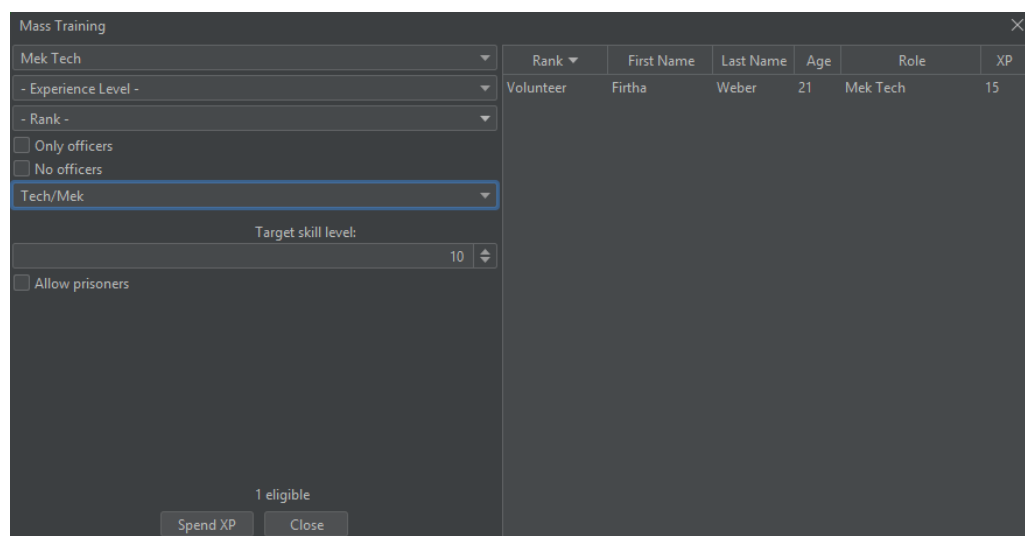 Mass Training
Mek Tech
- Experience Level -
- Rank -
Only officers
No officers
Tech/Mek
Target skill level:
10
Allow prisoners
1 eligible
Spend XP Close
Rank First Name Last Name Age Role XP
Volunteer Firtha Weber 21 Mek Tech 15